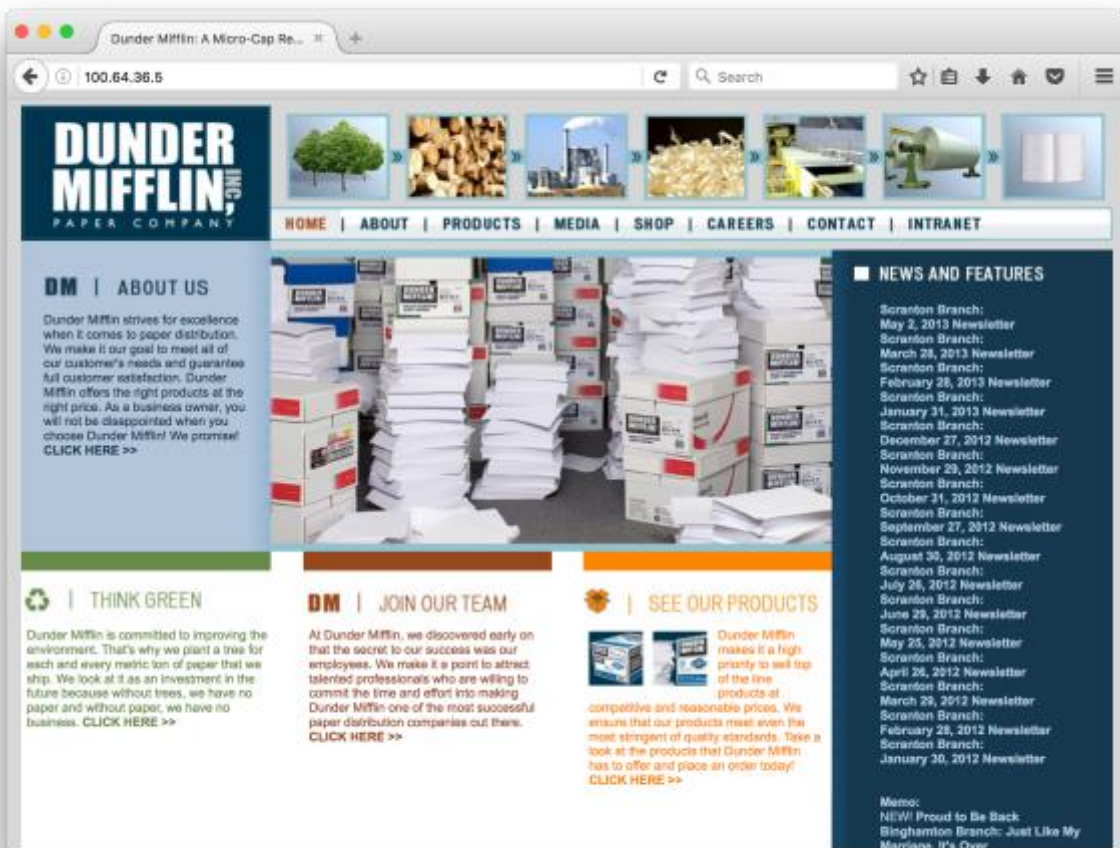 Dunder Mifflin: A Micro-Cap Re...
100.64.36.5
Search
DUNDER
MIFFLIN, INC
PAPER COMPANY
HOME | ABOUT | PRODUCTS | MEDIA | SHOP | CAREERS | CONTACT | INTRANET
DM | ABOUT US
Dunder Mifflin strives for excellence
when it comes to paper distribution.
We make it our goal to meet all of
our customer's needs and guarantee
full customer satisfaction. Dunder
Mifflin offers the right products at the
right price. As a business owner, you
will not be disappointed when you
choose Dunder Mifflin! We promise!
CLICK HERE >>
DUNDER
MIFFLIN
THINK GREEN
Dunder Mifflin is committed to improving the
environment. That's why we plant a tree for
each and every metric ton of paper that we
ship. We look at it as an investment in the
future because without trees, we have no
paper and without paper, we have no
business. CLICK HERE >>
DM | JOIN OUR TEAM
At Dunder Mifflin, we discovered early on
that the secret to our success was our
employees. We make it a point to attract
talented professionals who are willing to
commit the time and effort into making
Dunder Mifflin one of the most successful
paper distribution companies out there.
CLICK HERE >>
SEE OUR PRODUCTS
Dunder Mifflin
makes it a high
priority to sell top
of the line
products at
competitive and reasonable prices. We
ensure that our products meet even the
most stringent of quality standards. Take a
look at the products that Dunder Mifflin
has to offer and place an order today!
CLICK HERE >>
NEWS AND FEATURES
Scranton Branch:
May 2, 2013 Newsletter
Scranton Branch:
March 28, 2013 Newsletter
Scranton Branch:
February 28, 2013 Newsletter
Scranton Branch:
January 31, 2013 Newsletter
Scranton Branch:
December 27, 2012 Newsletter
Scranton Branch:
November 29, 2012 Newsletter
Scranton Branch:
October 31, 2012 Newsletter
Scranton Branch:
September 27, 2012 Newsletter
Scranton Branch:
August 30, 2012 Newsletter
Scranton Branch:
July 26, 2012 Newsletter
Scranton Branch:
June 29, 2012 Newsletter
Scranton Branch:
May 25, 2012 Newsletter
Scranton Branch:
April 26, 2012 Newsletter
Scranton Branch:
March 29, 2012 Newsletter
Scranton Branch:
February 28, 2012 Newsletter
Scranton Branch:
January 30, 2012 Newsletter
Memo:
NEW! Proud to Be Back
Binghamton Branch: Just Like My
Marriage, It's Over